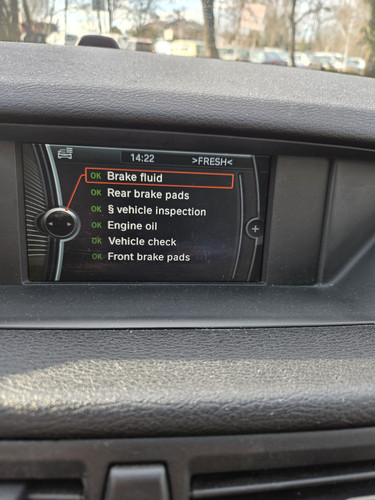 14:22 >FRESH<
OK Brake fluid
OK Rear brake pads
OK § vehicle inspection
OK Engine oil
OK Vehicle check
OK Front brake pads
+